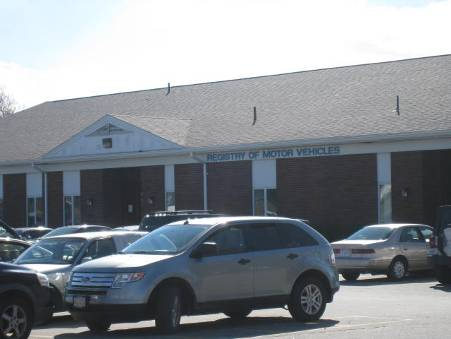 REGISTRY OF MOTOR VEHICLES